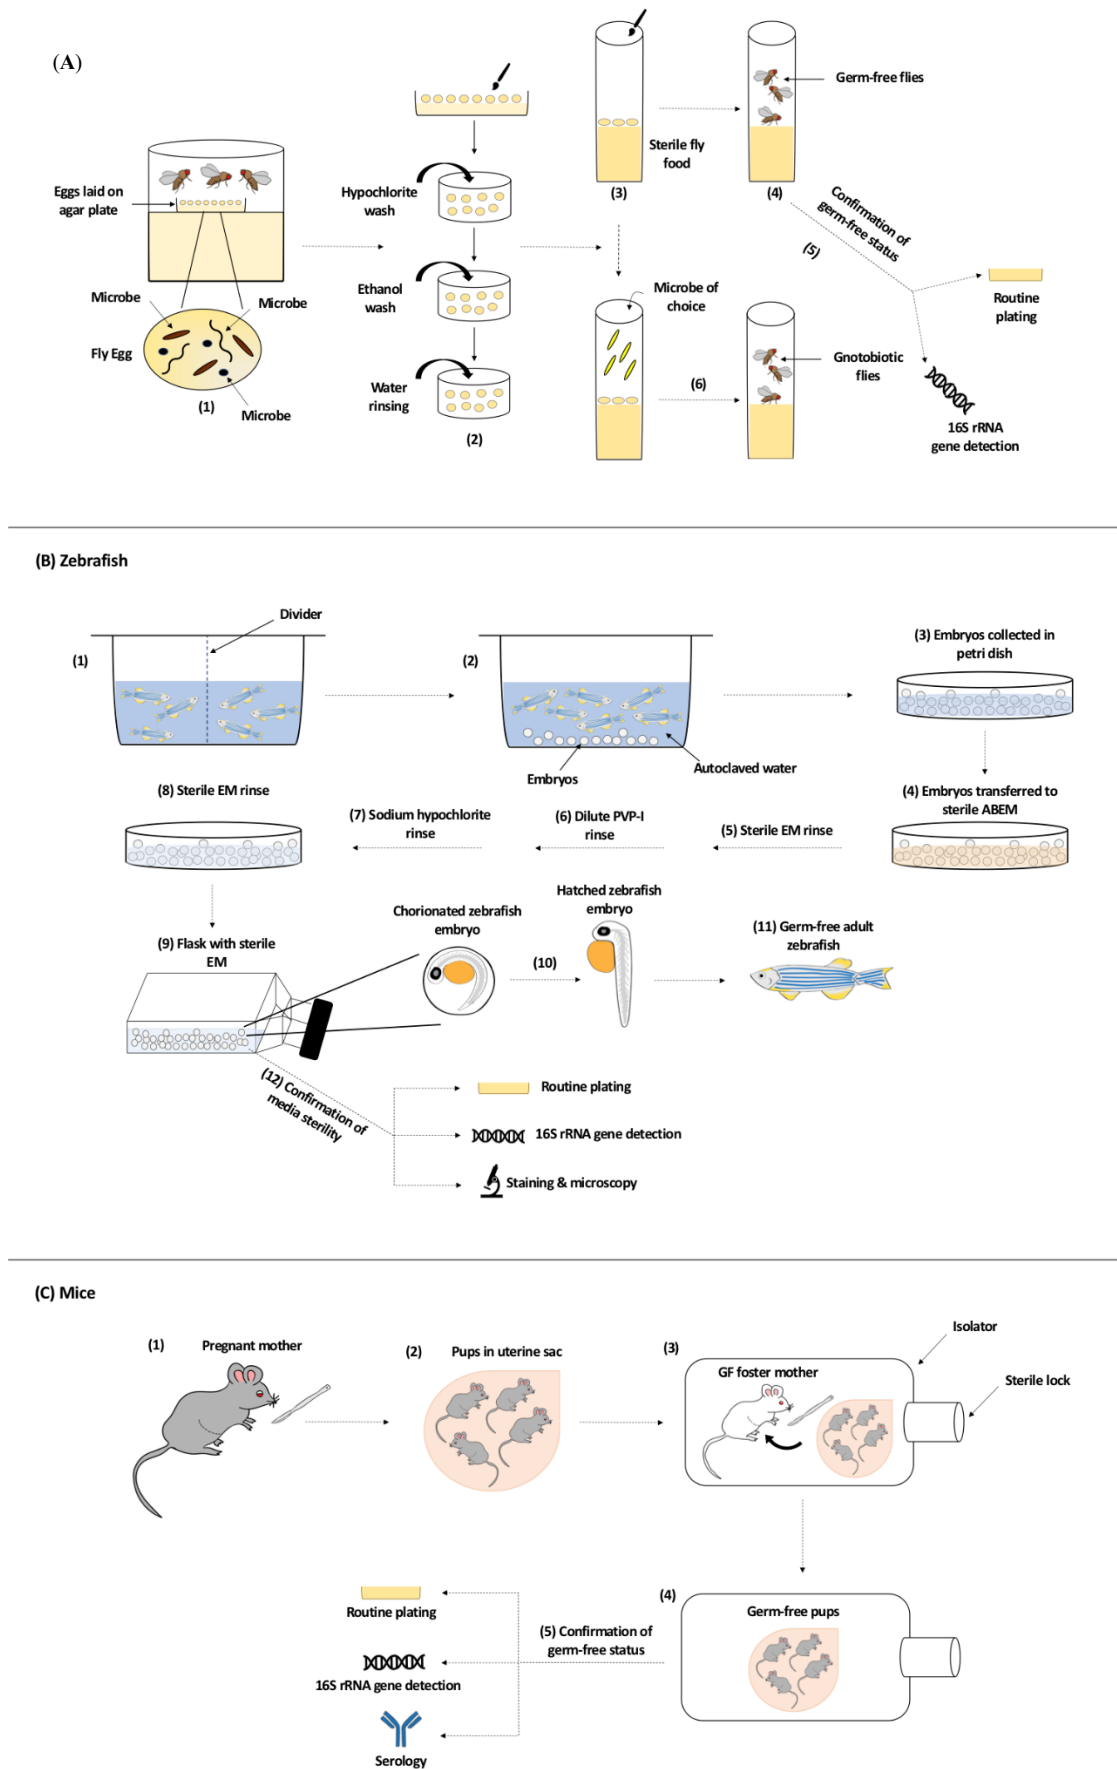 (A)
Eggs laid on
agar plate
Microbe
Microbe
Fly Egg
Microbe
(1)
Hypochlorite
wash
Ethanol
wash
Water
rinsing
(2)
Sterile fly
food
(3)
Germ-free flies
(4)
Confirmation of
germ-free status
(5)
Routine
plating
16S rRNA
gene detection
Microbe of
choice
(6)
Gnotobiotic
flies
(B) Zebrafish
(1)
Divider
(2)
Embryos
Autoclaved water
(3) Embryos collected in
petri dish
(4) Embryos transferred to
sterile ABEM
(5) Sterile EM rinse
(6) Dilute PVP-I
rinse
(7) Sodium hypochlorite
rinse
(8) Sterile EM rinse
(9) Flask with sterile
EM
Chorionated zebrafish
embryo
(10)
Hatched zebrafish
embryo
(11) Germ-free adult
zebrafish
(12) Confirmation of
media sterility
Routine plating
16S rRNA gene detection
Staining & microscopy
(C) Mice
(1)
Pregnant mother
(2)
Pups in uterine sac
(3)
GF foster mother
Isolator
Sterile lock
(4)
Germ-free pups
(5) Confirmation of
germ-free status
Routine plating
16S rRNA gene detection
Serology